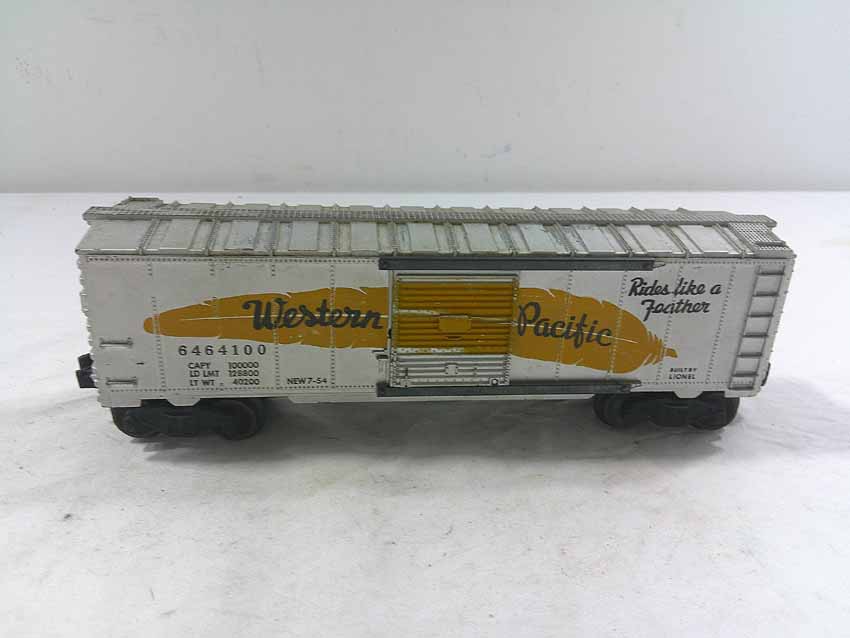 Western Pacific
6464100
CAPY 100000
LD LMT 128800
LT WT 40200 NEW 7-54
Rides like a
Feather
BUILT BY
LIONEL